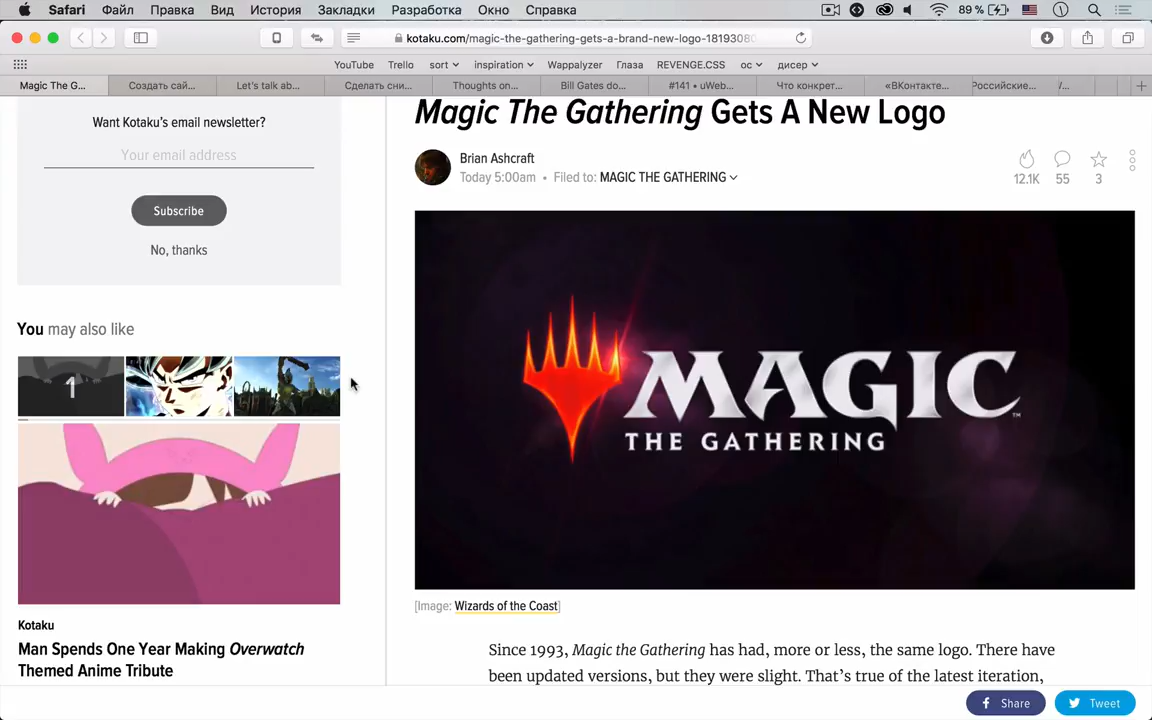 Safari Файл Правка Вид История Закладки Разработка Окно Справка 89 %
kotaku.com/magic-the-gathering-gets-a-brand-new-logo-18193080
YouTube Trello sort inspiration Wappalyzer Глаза REVENGE.CSS ос дисер
Magic The G... Создать сай... Let's talk ab... Сделать сни... Thoughts on... Bill Gates do... #141 • uWeb... Что конкрет... «ВКонтакте... Российские...
Magic The Gathering Gets A New Logo
Brian Ashcraft
Today 5:00am • Filed to: MAGIC THE GATHERING
12.1K 55 3
Want Kotaku's email newsletter?
Your email address
Subscribe
No, thanks
You may also like
1
Kotaku
Man Spends One Year Making Overwatch
Themed Anime Tribute
MAGIC
THE GATHERING
™
[Image: Wizards of the Coast]
Since 1993, Magic the Gathering has had, more or less, the same logo. There have
been updated versions, but they were slight. That's true of the latest iteration,
Share Tweet